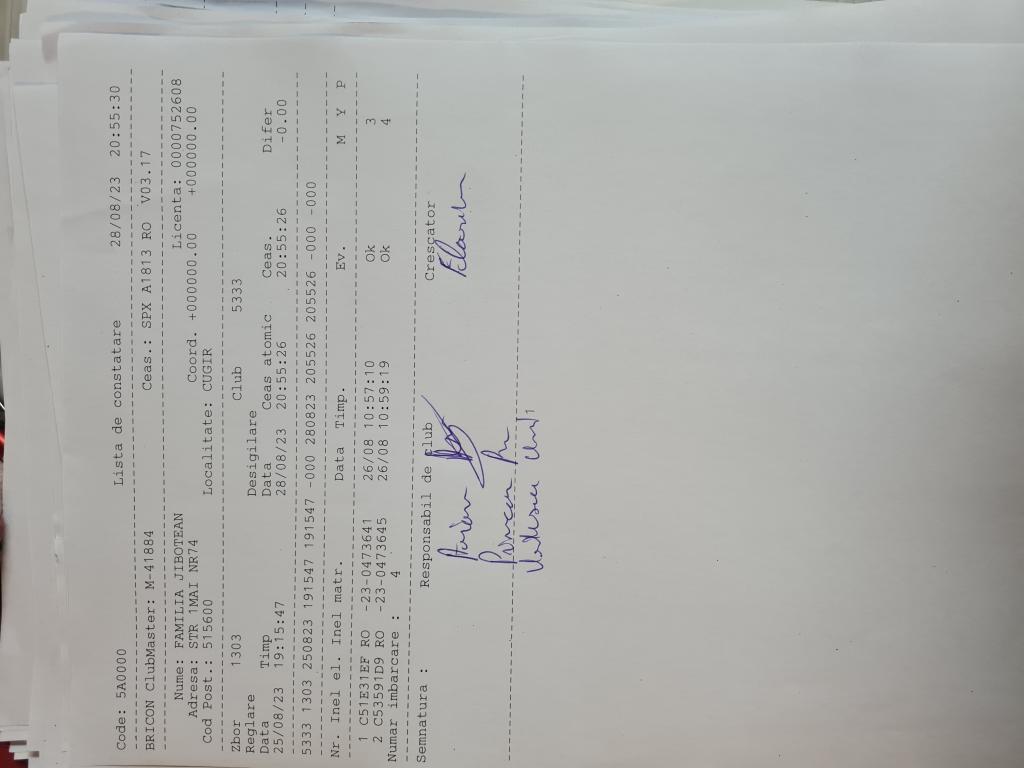 Code: 5A0000 Lista de constatare 28/08/23 20:55:30
BRICON ClubMaster: M-41884 Ceas.: SPX A1813 RO V03.17
Nume: FAMILIA JIBOTEAN Licenta: 0000752608
Adresa: STR 1MAI NR74 Coord. +000000.00 +000000.00
Cod Post.: 515600 Localitate: CUGIR
Zbor 1303 Club 5333
Reglare Desigilare
Data Timp Data Ceas atomic Ceas. Difer
25/08/23 19:15:47 28/08/23 20:55:26 20:55:26 -0.00
5333 1303 250823 191547 191547 -000 280823 205526 205526 -000 -000
Nr. Inel el. Inel matr. Data Timp. Ev. M Y P
1 C51E31EF RO -23-0473641 26/08 10:57:10 Ok 3
2 C53591D9 RO -23-0473645 26/08 10:59:19 Ok 4
Numar imbarcare : 4
Semnatura : Responsabil de club Crescator